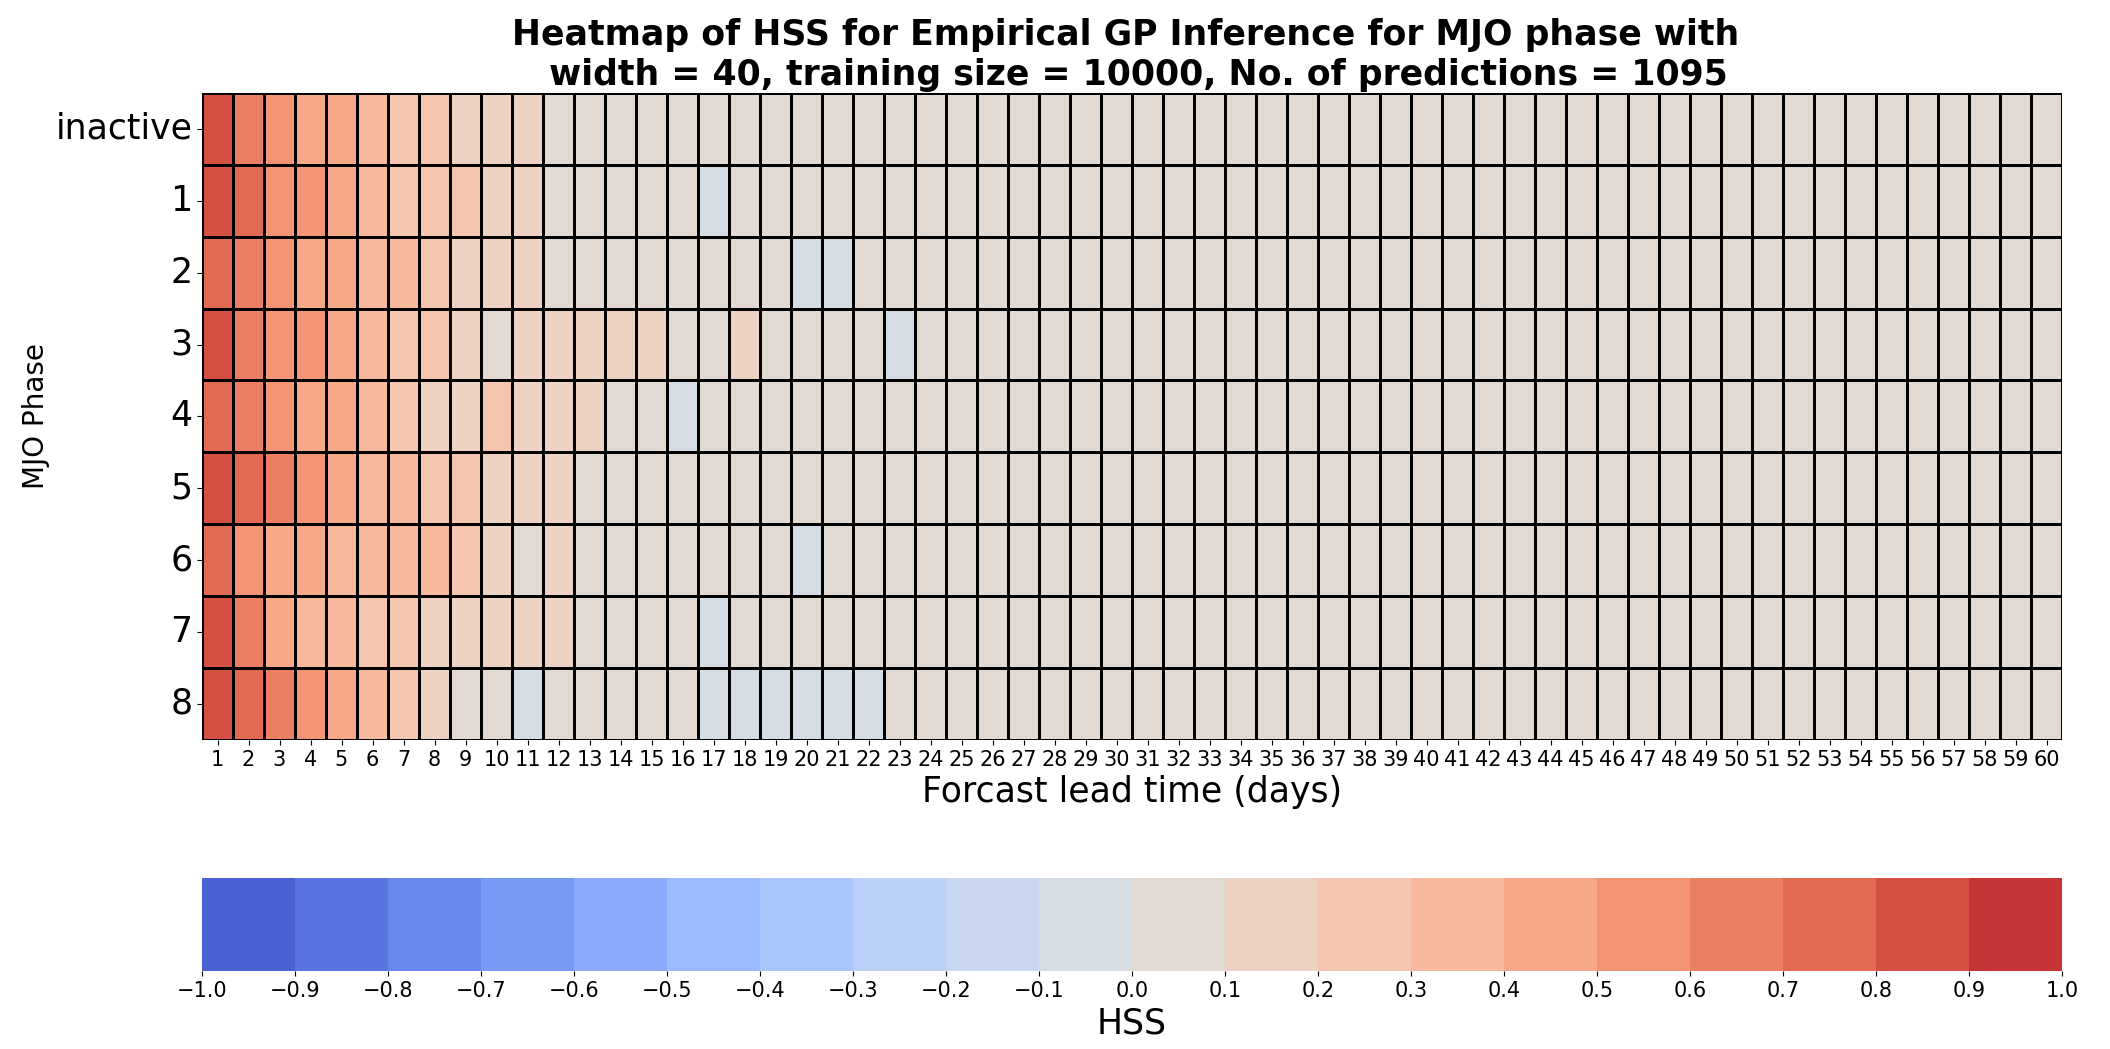 Heatmap of HSS for Empirical GP Inference for MJO phase with
width = 40, training size = 10000, No. of predictions = 1095
MJO Phase
inactive
1
2
3
4
5
6
7
8
1 2 3 4 5 6 7 8 9 10 11 12 13 14 15 16 17 18 19 20 21 22 23 24 25 26 27 28 29 30 31 32 33 34 35 36 37 38 39 40 41 42 43 44 45 46 47 48 49 50 51 52 53 54 55 56 57 58 59 60
Forcast lead time (days)
−1.0 −0.9 −0.8 −0.7 −0.6 −0.5 −0.4 −0.3 −0.2 −0.1 0.0 0.1 0.2 0.3 0.4 0.5 0.6 0.7 0.8 0.9 1.0
HSS